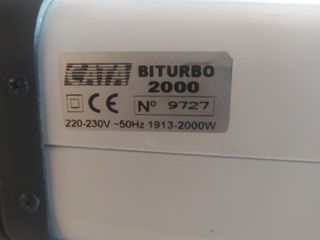 CATA BITURBO
2000
CE Nº 9727
220-230V ~50Hz 1913-2000W